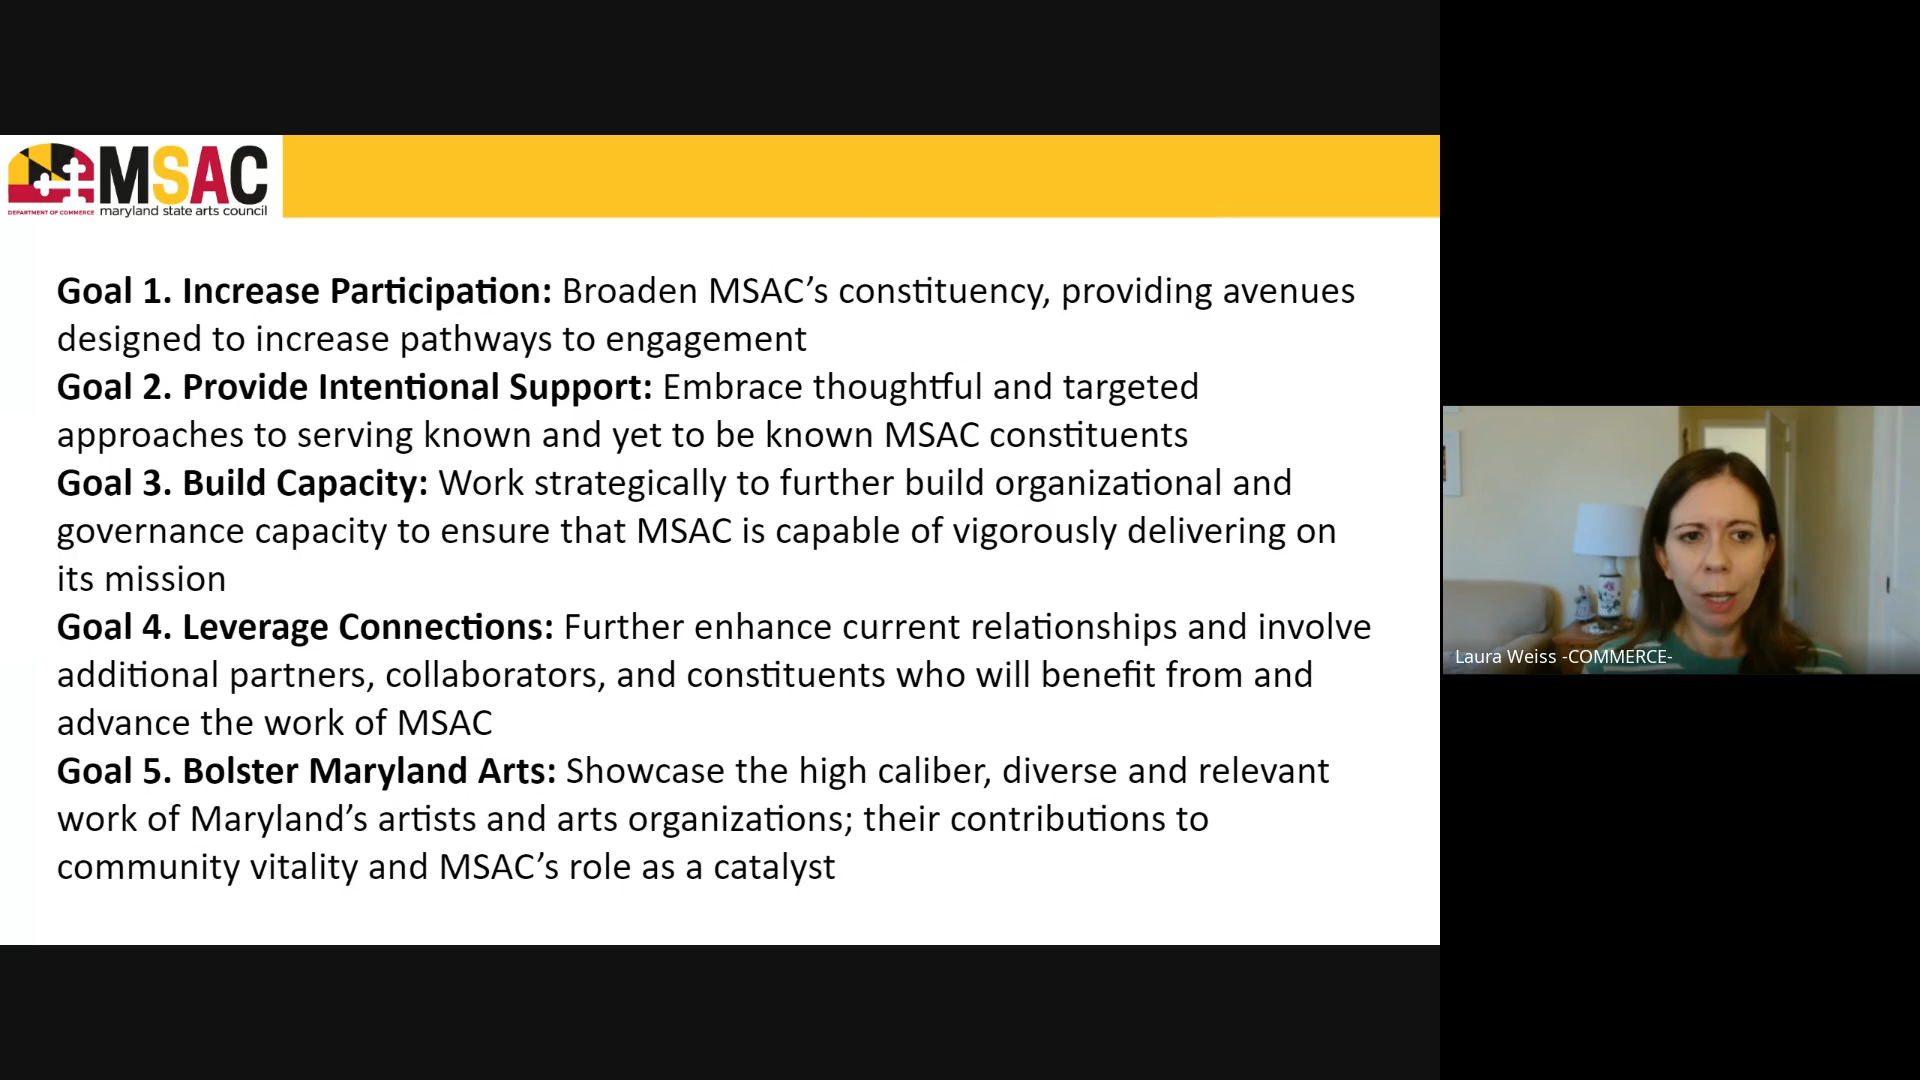 MSAC
DEPARTMENT OF COMMERCE maryland state arts council
Goal 1. Increase Participation: Broaden MSAC’s constituency, providing avenues
designed to increase pathways to engagement
Goal 2. Provide Intentional Support: Embrace thoughtful and targeted
approaches to serving known and yet to be known MSAC constituents
Goal 3. Build Capacity: Work strategically to further build organizational and
governance capacity to ensure that MSAC is capable of vigorously delivering on
its mission
Goal 4. Leverage Connections: Further enhance current relationships and involve
additional partners, collaborators, and constituents who will benefit from and
advance the work of MSAC
Goal 5. Bolster Maryland Arts: Showcase the high caliber, diverse and relevant
work of Maryland’s artists and arts organizations; their contributions to
community vitality and MSAC’s role as a catalyst
Laura Weiss -COMMERCE-